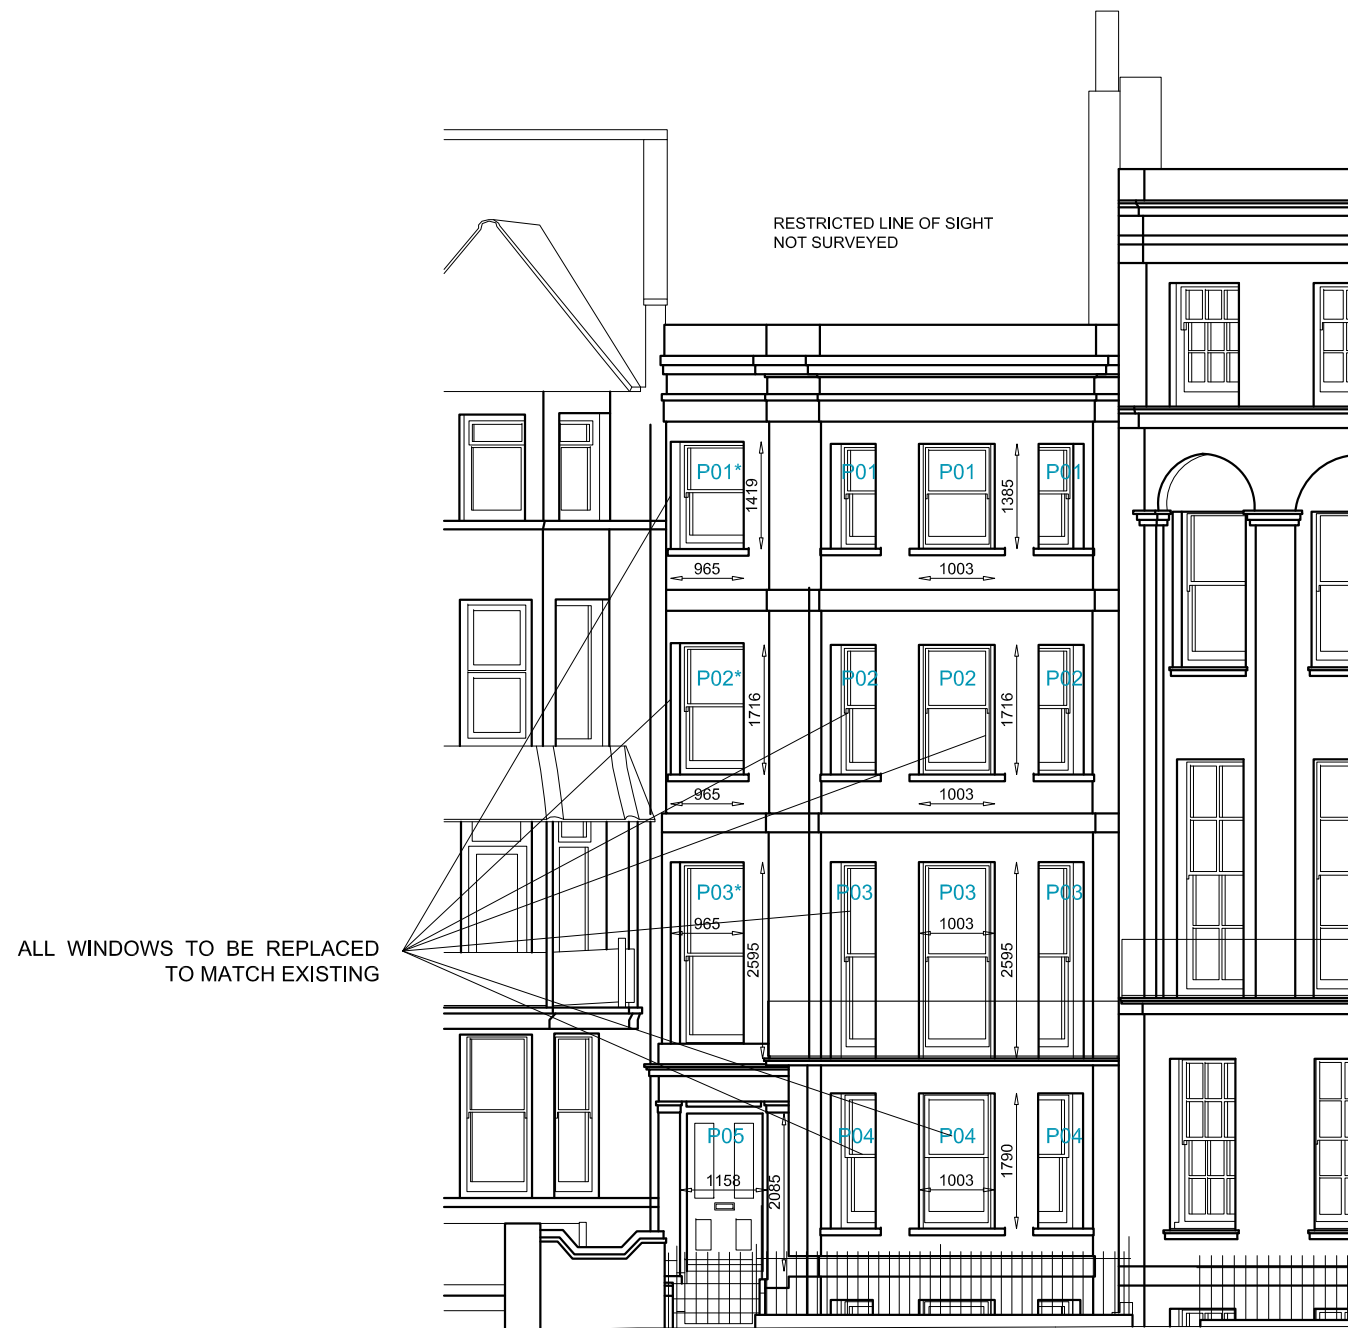 RESTRICTED LINE OF SIGHT
NOT SURVEYED
P01* P01 P01 P01
1419 1385
965 1003
P02* P02 P02 P02
1716 1716
965 1003
P03* P03 P03 P03
965 1003
2595 2595
ALL WINDOWS TO BE REPLACED
TO MATCH EXISTING
P05 P04 P04 P04
1158 2085 1003 1790